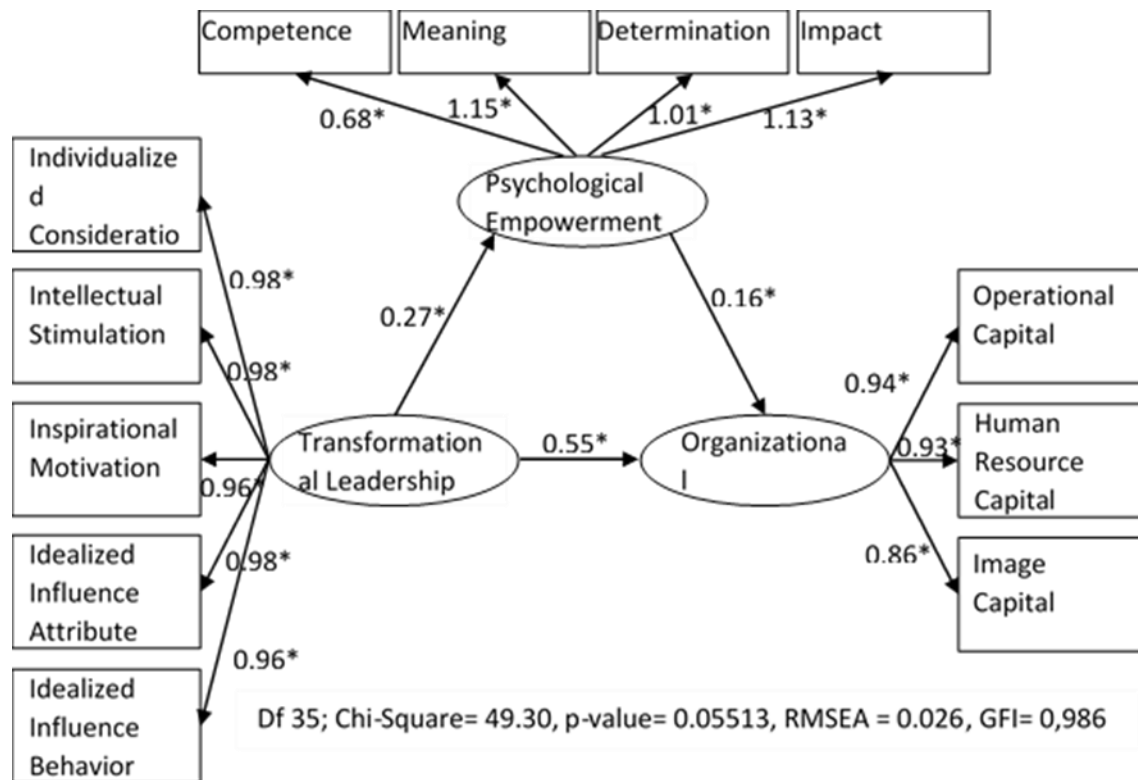 Competence
Meaning
Determination
Impact
0.68*
1.15*
1.01*
1.13*
Individualize
d
Consideratio
Psychological
Empowerment
0.98*
Intellectual
Stimulation
0.27*
0.16*
Operational
Capital
0.98*
0.94*
Inspirational
Motivation
0.96*
Transformation
al Leadership
0.55*
Organizationa
l
0.93*
Human
Resource
Capital
0.98*
Idealized
Influence
Attribute
0.86*
Image
Capital
0.96*
Idealized
Influence
Behavior
Df 35; Chi-Square= 49.30, p-value= 0.05513, RMSEA = 0.026, GFI= 0,986